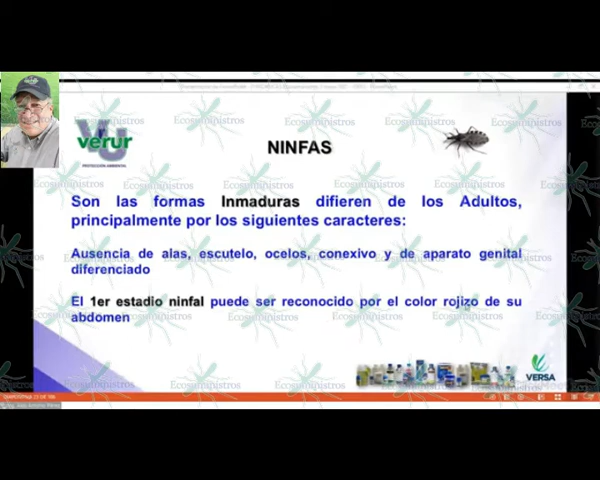 verur
PROTECCIÓN AMBIENTAL
NINFAS
Son las formas Inmaduras difieren de los Adultos,
principalmente por los siguientes caracteres:
Ausencia de alas, escutelo, ocelos, conexivo y de aparato genital
diferenciado
El 1er estadio ninfal puede ser reconocido por el color rojizo de su
abdomen
VERSA
Ecosuministros